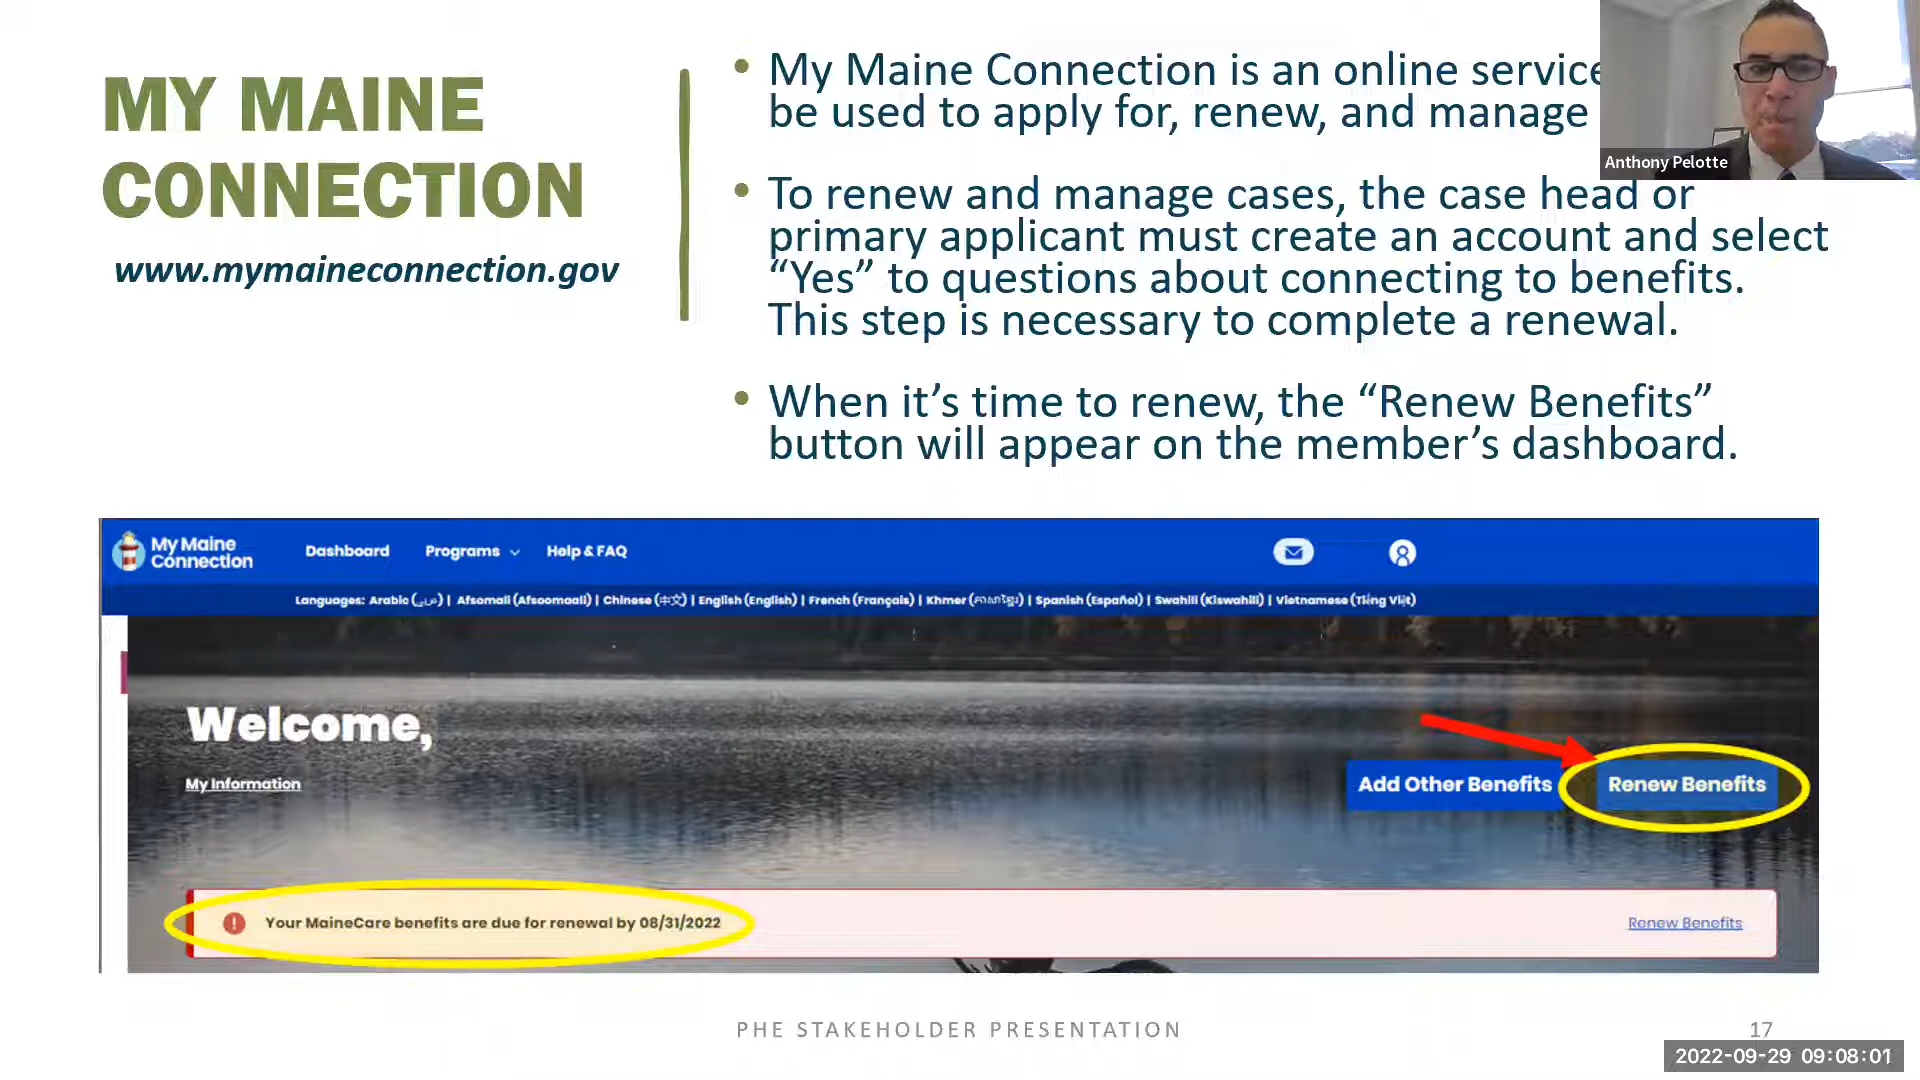 MY MAINE
CONNECTION
www.mymaineconnection.gov
• My Maine Connection is an online service
be used to apply for, renew, and manage
• To renew and manage cases, the case head or
primary applicant must create an account and select
“Yes” to questions about connecting to benefits.
This step is necessary to complete a renewal.
• When it’s time to renew, the “Renew Benefits”
button will appear on the member’s dashboard.
Anthony Pelotte
My Maine
Connection
Dashboard Programs Help & FAQ
Languages: Arabic (عربي) | Afsomali (Afsoomaali) | Chinese (中文) | English (English) | French (Français) | Khmer (ភាសាខ្មែរ) | Spanish (Español) | Swahili (Kiswahili) | Vietnamese (Tiếng Việt)
Welcome,
My Information
Add Other Benefits
Renew Benefits
Your MaineCare benefits are due for renewal by 08/31/2022
Renew Benefits
PHE STAKEHOLDER PRESENTATION
17
2022-09-29 09:08:01